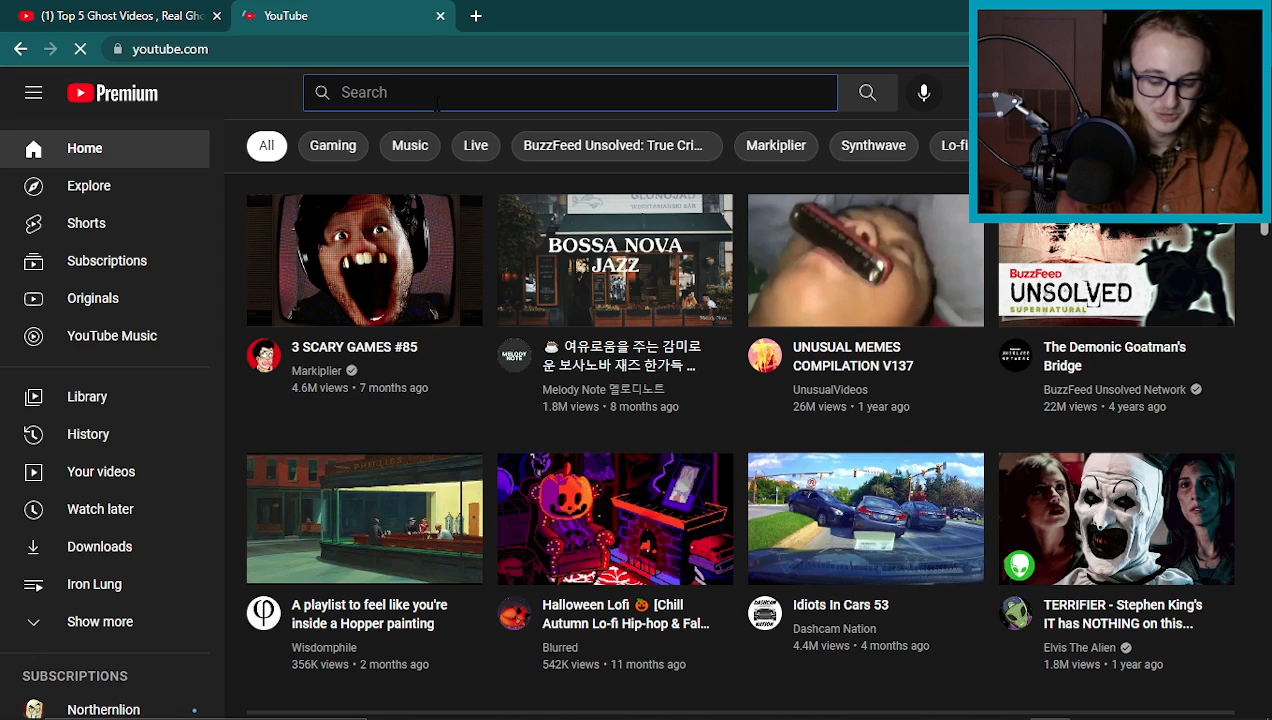 (1) Top 5 Ghost Videos , Real Gho
YouTube
youtube.com
Premium
Search
All
Gaming
Music
Live
BuzzFeed Unsolved: True Cri...
Markiplier
Synthwave
Lo-fi
Home
Explore
Shorts
Subscriptions
Originals
YouTube Music
Library
History
Your videos
Watch later
Downloads
Iron Lung
Show more
SUBSCRIPTIONS
Northernlion
BOSSA NOVA
JAZZ
Melody Note
BuzzFeed
UNSOLVED
SUPERNATURAL
3 SCARY GAMES #85
Markiplier
4.6M views • 7 months ago
MELODY
NOTE
☕ 여유로움을 주는 감미로
운 보사노바 재즈 한가득 ...
Melody Note 멜로디노트
1.8M views • 8 months ago
UNUSUAL MEMES
COMPILATION V137
UnusualVideos
26M views • 1 year ago
The Demonic Goatman's
Bridge
BuzzFeed Unsolved Network
22M views • 4 years ago
PHILLIES
A playlist to feel like you're
inside a Hopper painting
Wisdomphile
356K views • 2 months ago
Halloween Lofi 🎃 [Chill
Autumn Lo-fi Hip-hop & Fal...
Blurred
542K views • 11 months ago
DASHCAM
NATION
Idiots In Cars 53
Dashcam Nation
4.4M views • 4 months ago
TERRIFIER - Stephen King's
IT has NOTHING on this...
Elvis The Alien
1.8M views • 1 year ago